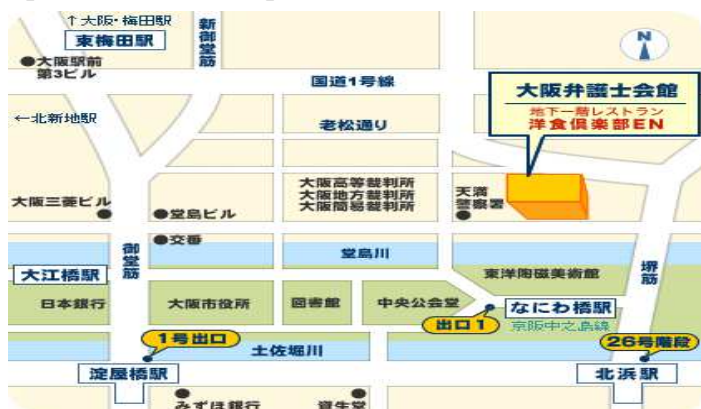 ↑大阪・梅田駅
東梅田駅
新御堂筋
N
●大阪駅前
第3ビル
国道1号線
大阪弁護士会館
地下一階レストラン
洋食倶楽部EN
←北新地駅
老松通り
大阪高等裁判所
大阪地方裁判所
大阪簡易裁判所
天満
警察署
大阪三菱ビル
●堂島ビル
●交番
御堂筋
堂島川
堺筋
大江橋駅
東洋陶磁美術館
日本銀行
大阪市役所
図書館
中央公会堂
なにわ橋駅
出口1
京阪中之島線
1号出口
土佐堀川
26号階段
淀屋橋駅
北浜駅
みずほ銀行
資生堂